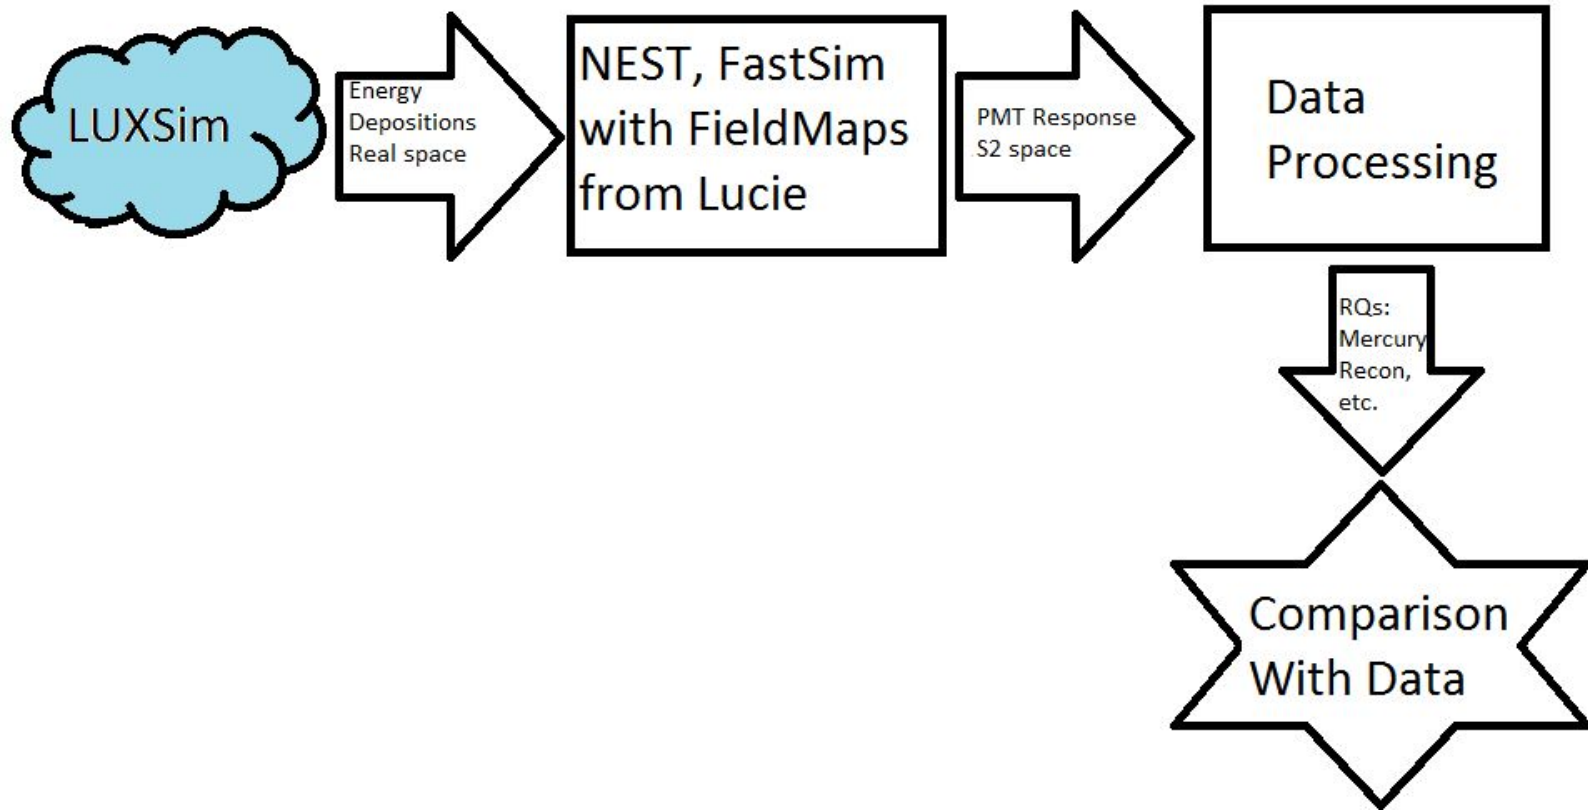 LUXSim
Energy
Depositions
Real space
NEST, FastSim
with FieldMaps
from Lucie
PMT Response
S2 space
Data
Processing
RQs:
Mercury
Recon,
etc.
Comparison
With Data